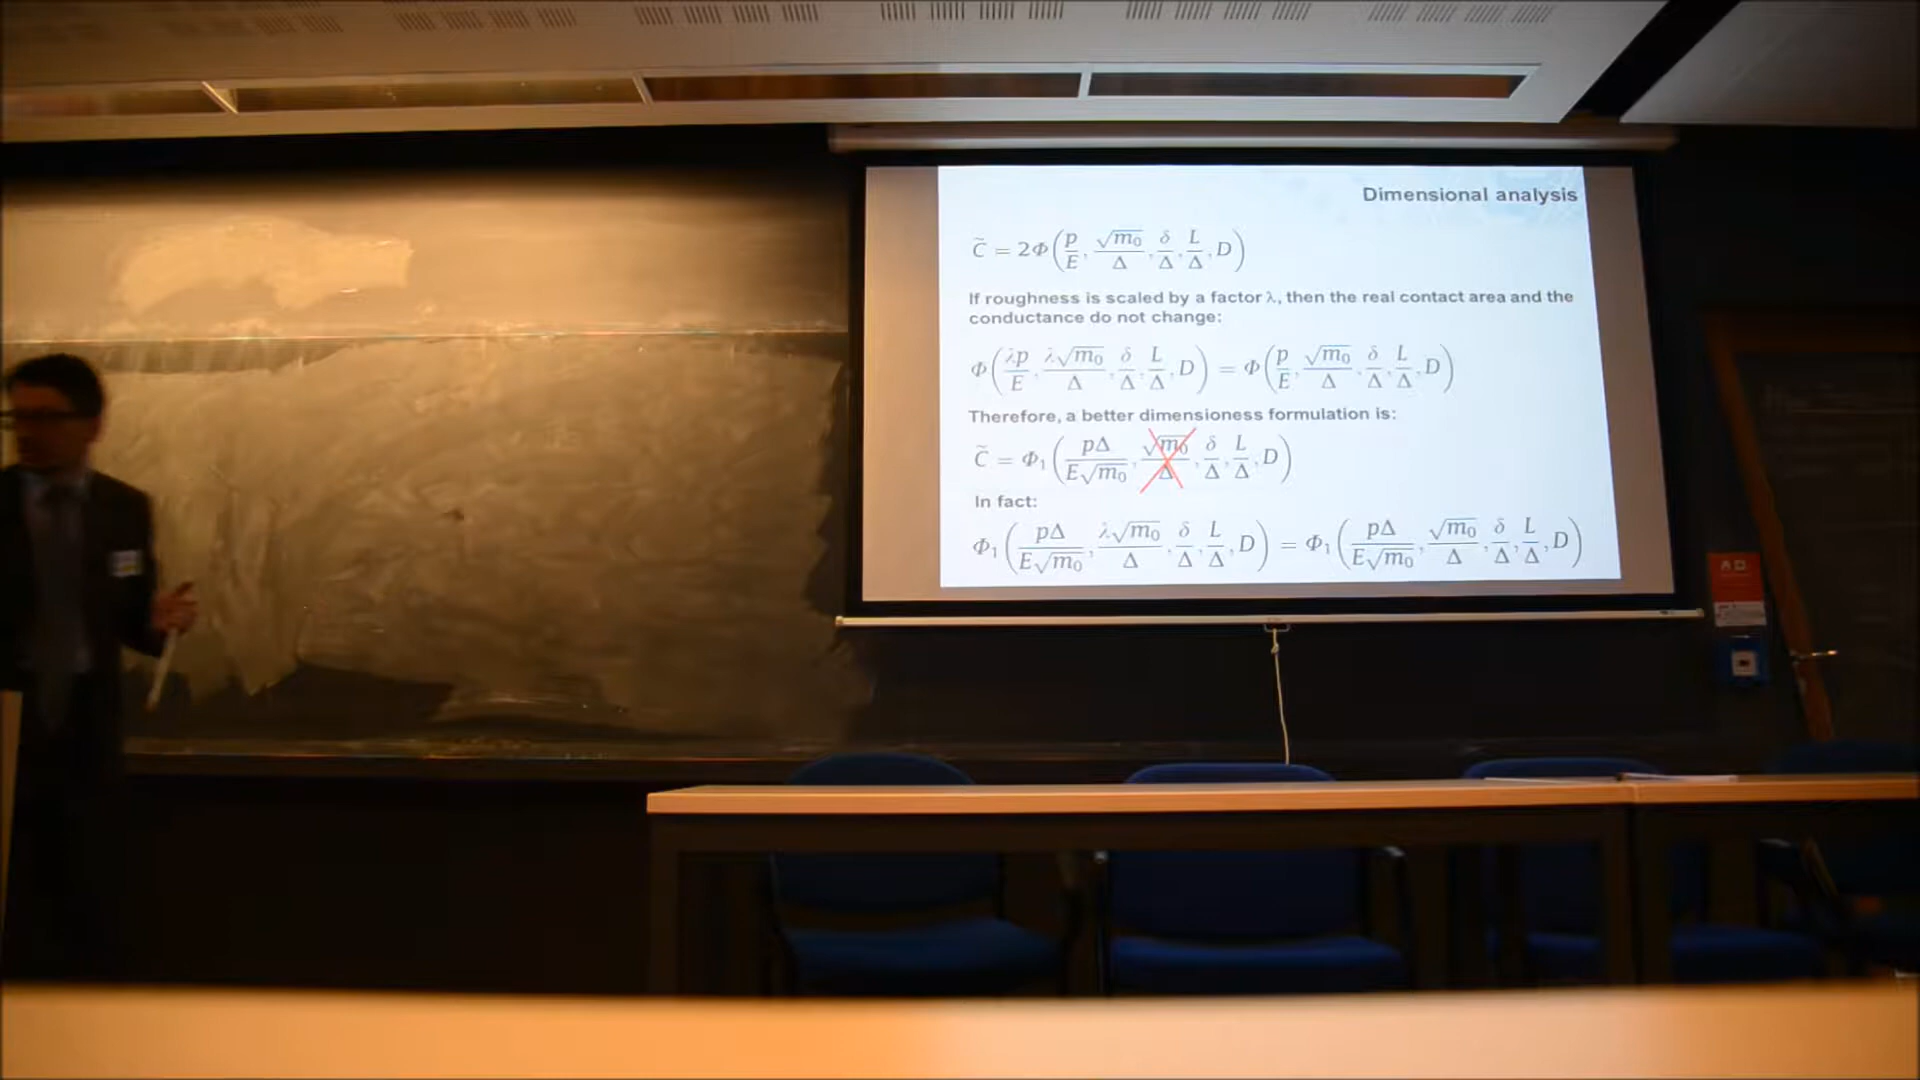 Dimensional analysis
C̃ = 2Φ(p/E, √m₀/Δ, δ/Δ, L/Δ, D)
If roughness is scaled by a factor λ, then the real contact area and the
conductance do not change:
Φ(λp/E, λ√m₀/Δ, δ/Δ, L/Δ, D) = Φ(p/E, √m₀/Δ, δ/Δ, L/Δ, D)
Therefore, a better dimensioness formulation is:
C̃ = Φ₁(pΔ/E√m₀, √m₀/Δ, δ/Δ, L/Δ, D)
In fact:
Φ₁(pΔ/E√m₀, λ√m₀/Δ, δ/Δ, L/Δ, D) = Φ₁(pΔ/E√m₀, √m₀/Δ, δ/Δ, L/Δ, D)